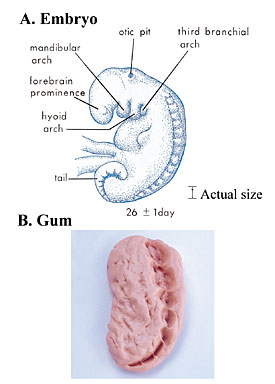 A. Embryo
otic pit
third branchial
arch
mandibular
arch
forebrain
prominence
hyoid
arch
tail
Actual size
26 ± 1day
B. Gum